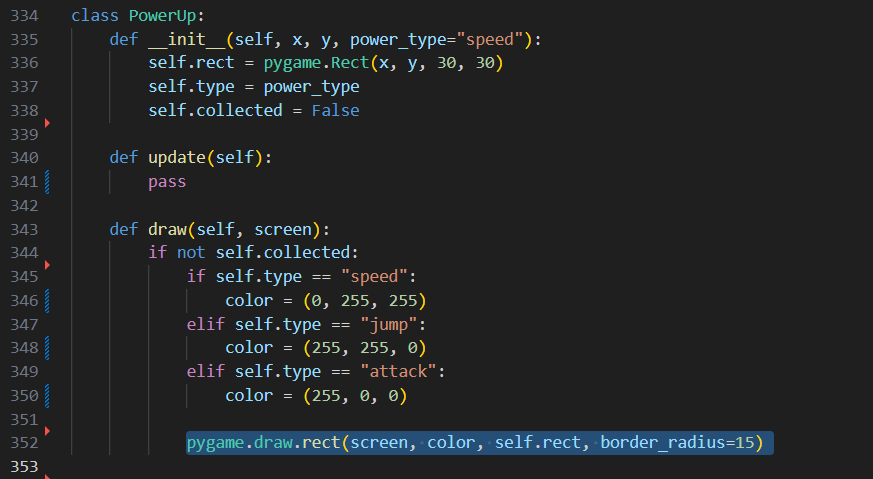 334 class PowerUp:
335     def __init__(self, x, y, power_type="speed"):
336         self.rect = pygame.Rect(x, y, 30, 30)
337         self.type = power_type
338         self.collected = False
339
340     def update(self):
341         pass
342
343     def draw(self, screen):
344         if not self.collected:
345             if self.type == "speed":
346                 color = (0, 255, 255)
347             elif self.type == "jump":
348                 color = (255, 255, 0)
349             elif self.type == "attack":
350                 color = (255, 0, 0)
351
352             pygame.draw.rect(screen, color, self.rect, border_radius=15)
353